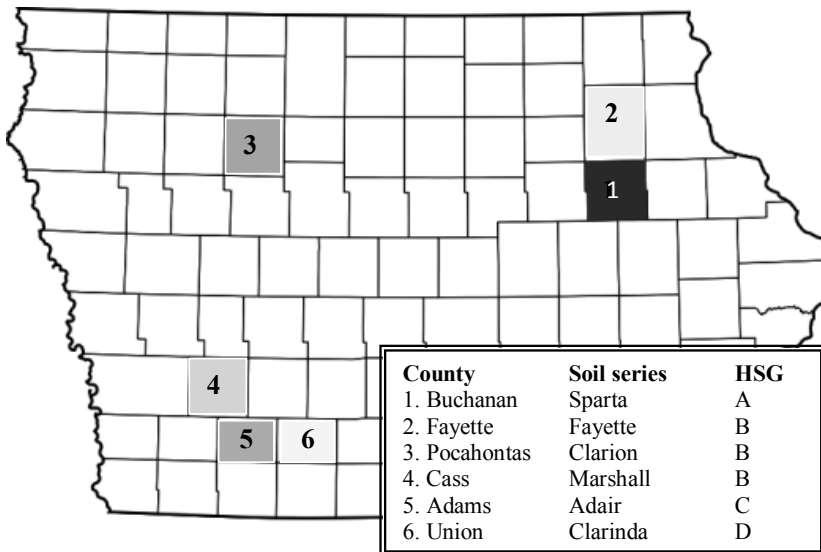 2
3
1
4
5
6
County Soil series HSG
1. Buchanan Sparta A
2. Fayette Fayette B
3. Pocahontas Clarion B
4. Cass Marshall B
5. Adams Adair C
6. Union Clarinda D